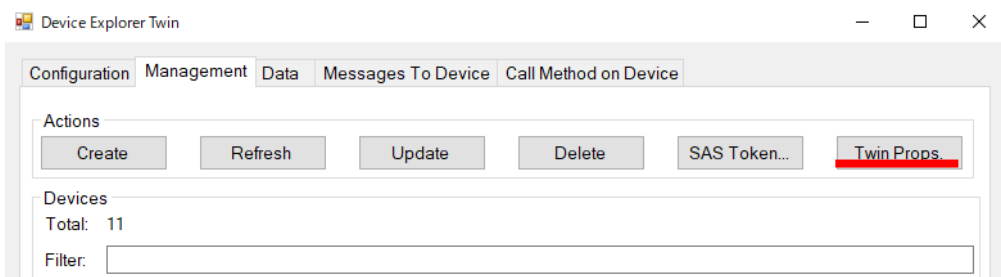 Device Explorer Twin
Configuration Management Data Messages To Device Call Method on Device
Actions
Create Refresh Update Delete SAS Token... Twin Props.
Devices
Total: 11
Filter: